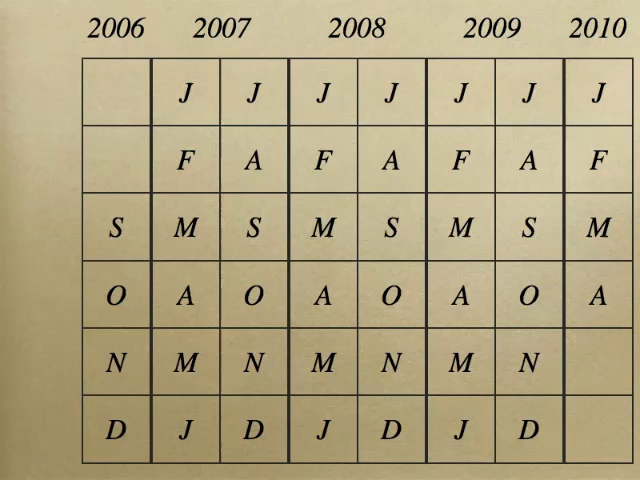 2006 2007 2008 2009 2010
J J J J J J J
F A F A F A F
S M S M S M S M
O A O A O A O A
N M N M N M N
D J D J D J D